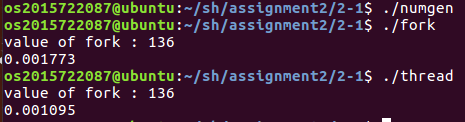 os2015722087@ubuntu:~/sh/assignment2/2-1$ ./numgen
os2015722087@ubuntu:~/sh/assignment2/2-1$ ./fork
value of fork : 136
0.001773
os2015722087@ubuntu:~/sh/assignment2/2-1$ ./thread
value of fork : 136
0.001095